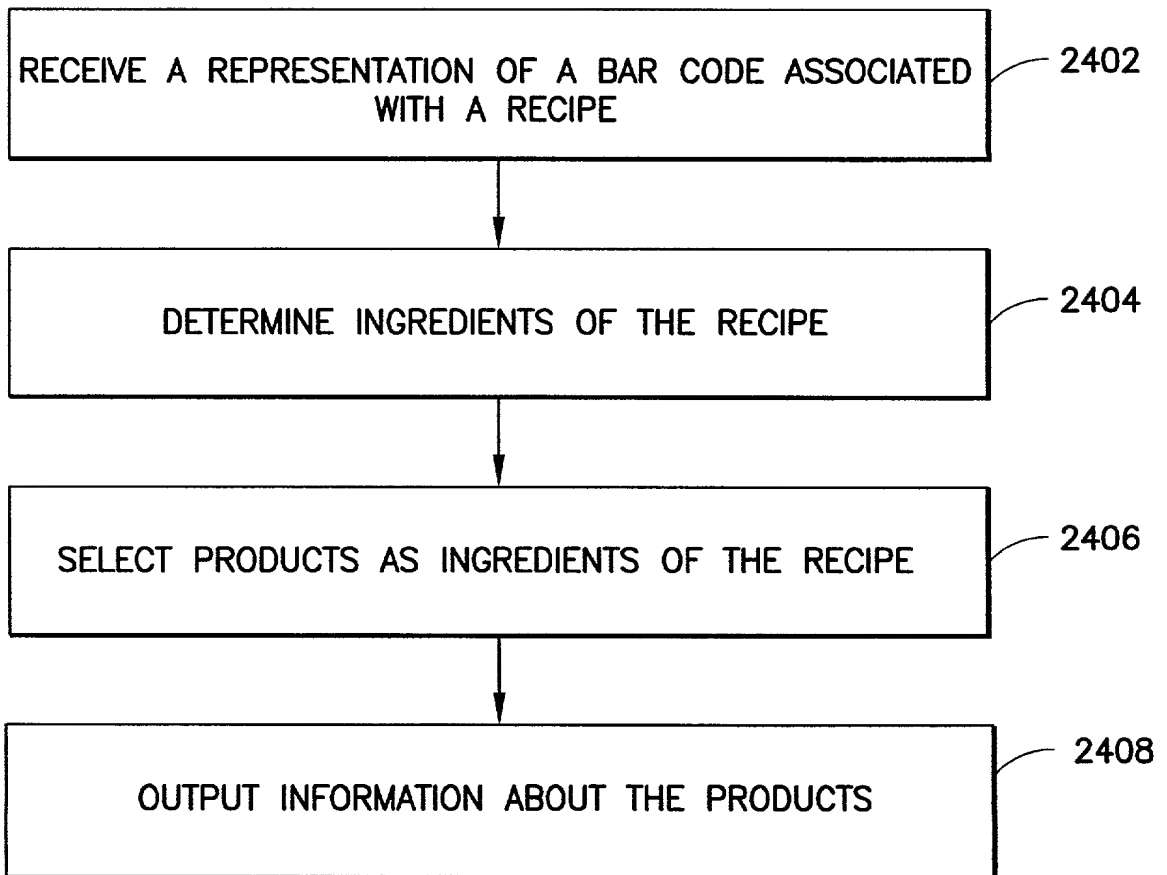 RECEIVE A REPRESENTATION OF A BAR CODE ASSOCIATED
WITH A RECIPE
2402
DETERMINE INGREDIENTS OF THE RECIPE
2404
SELECT PRODUCTS AS INGREDIENTS OF THE RECIPE
2406
OUTPUT INFORMATION ABOUT THE PRODUCTS
2408